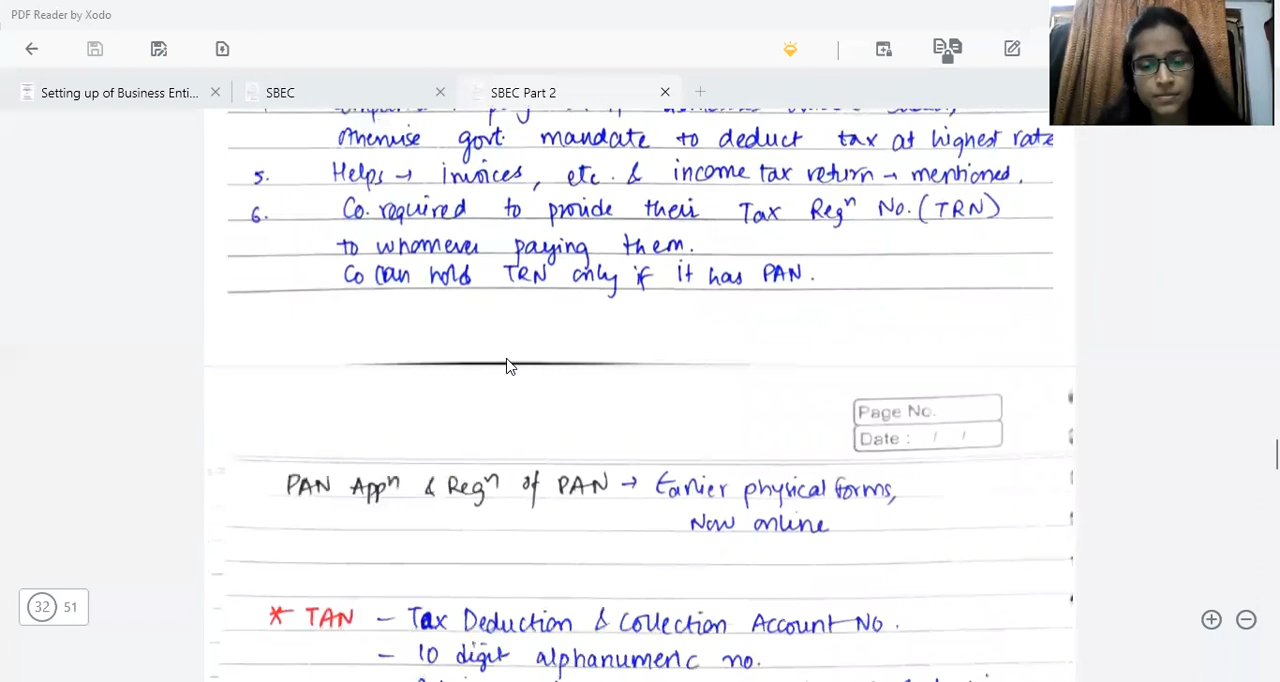 PDF Reader by Xodo
Setting up of Business Enti...
SBEC
SBEC Part 2
Otherwise govt. mandate to deduct tax at highest rate
5. Helps → invoices, etc. & income tax return → mentioned.
6. Co. required to provide their Tax Regⁿ No. (TRN)
to whomever paying them.
Co can hold TRN only if it has PAN.
Page No.
Date : / /
PAN Appⁿ & Regⁿ of PAN → Earlier physical forms,
Now online
* TAN – Tax Deduction & Collection Account No.
– 10 digit alphanumeric no.
32 51